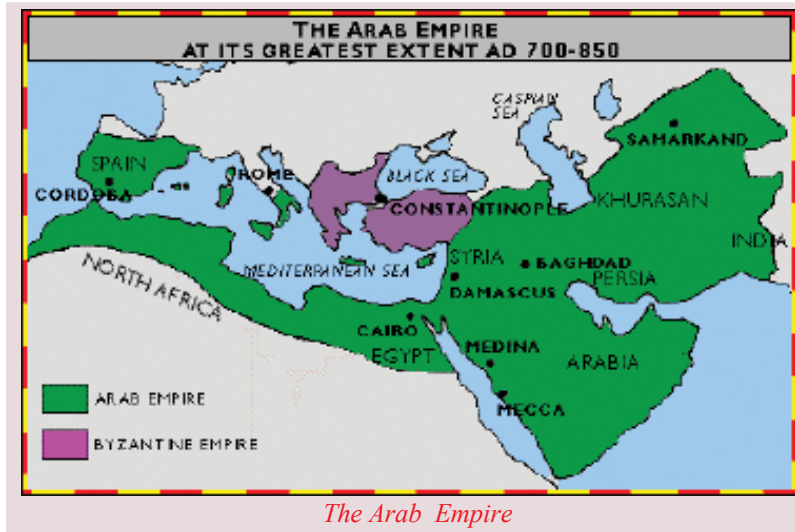 THE ARAB EMPIRE
AT ITS GREATEST EXTENT AD 700-850
CASPIAN
SEA
SAMARKAND
SPAIN
ROME
BLACK SEA
CORDOBA
CONSTANTINOPLE
KHURASAN
INDIA
SYRIA
BAGHDAD
MEDITERRANEAN SEA
PERSIA
DAMASCUS
NORTH AFRICA
CAIRO
EGYPT
MEDINA
ARABIA
MECCA
ARAB EMPIRE
BYZANTINE EMPIRE
The Arab Empire